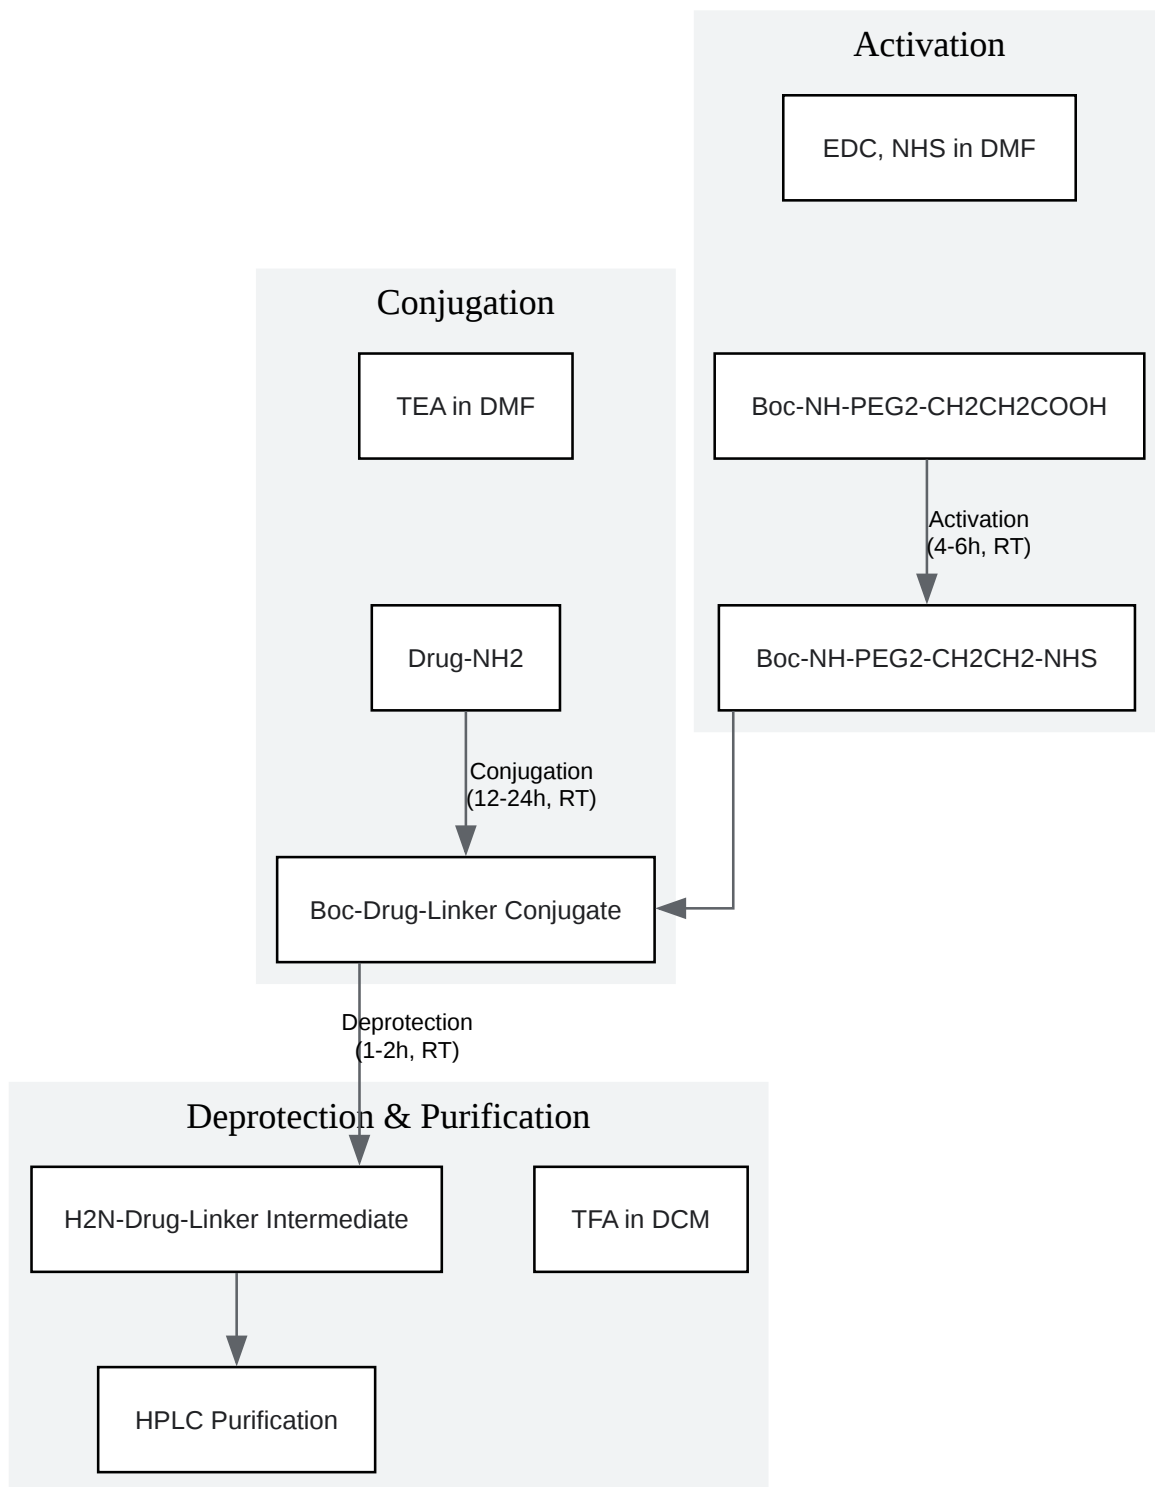 Activation
EDC, NHS in DMF
Conjugation
TEA in DMF
Boc-NH-PEG2-CH2CH2COOH
Activation
(4-6h, RT)
Drug-NH2
Boc-NH-PEG2-CH2CH2-NHS
Conjugation
(12-24h, RT)
Boc-Drug-Linker Conjugate
Deprotection
(1-2h, RT)
Deprotection & Purification
H2N-Drug-Linker Intermediate
TFA in DCM
HPLC Purification